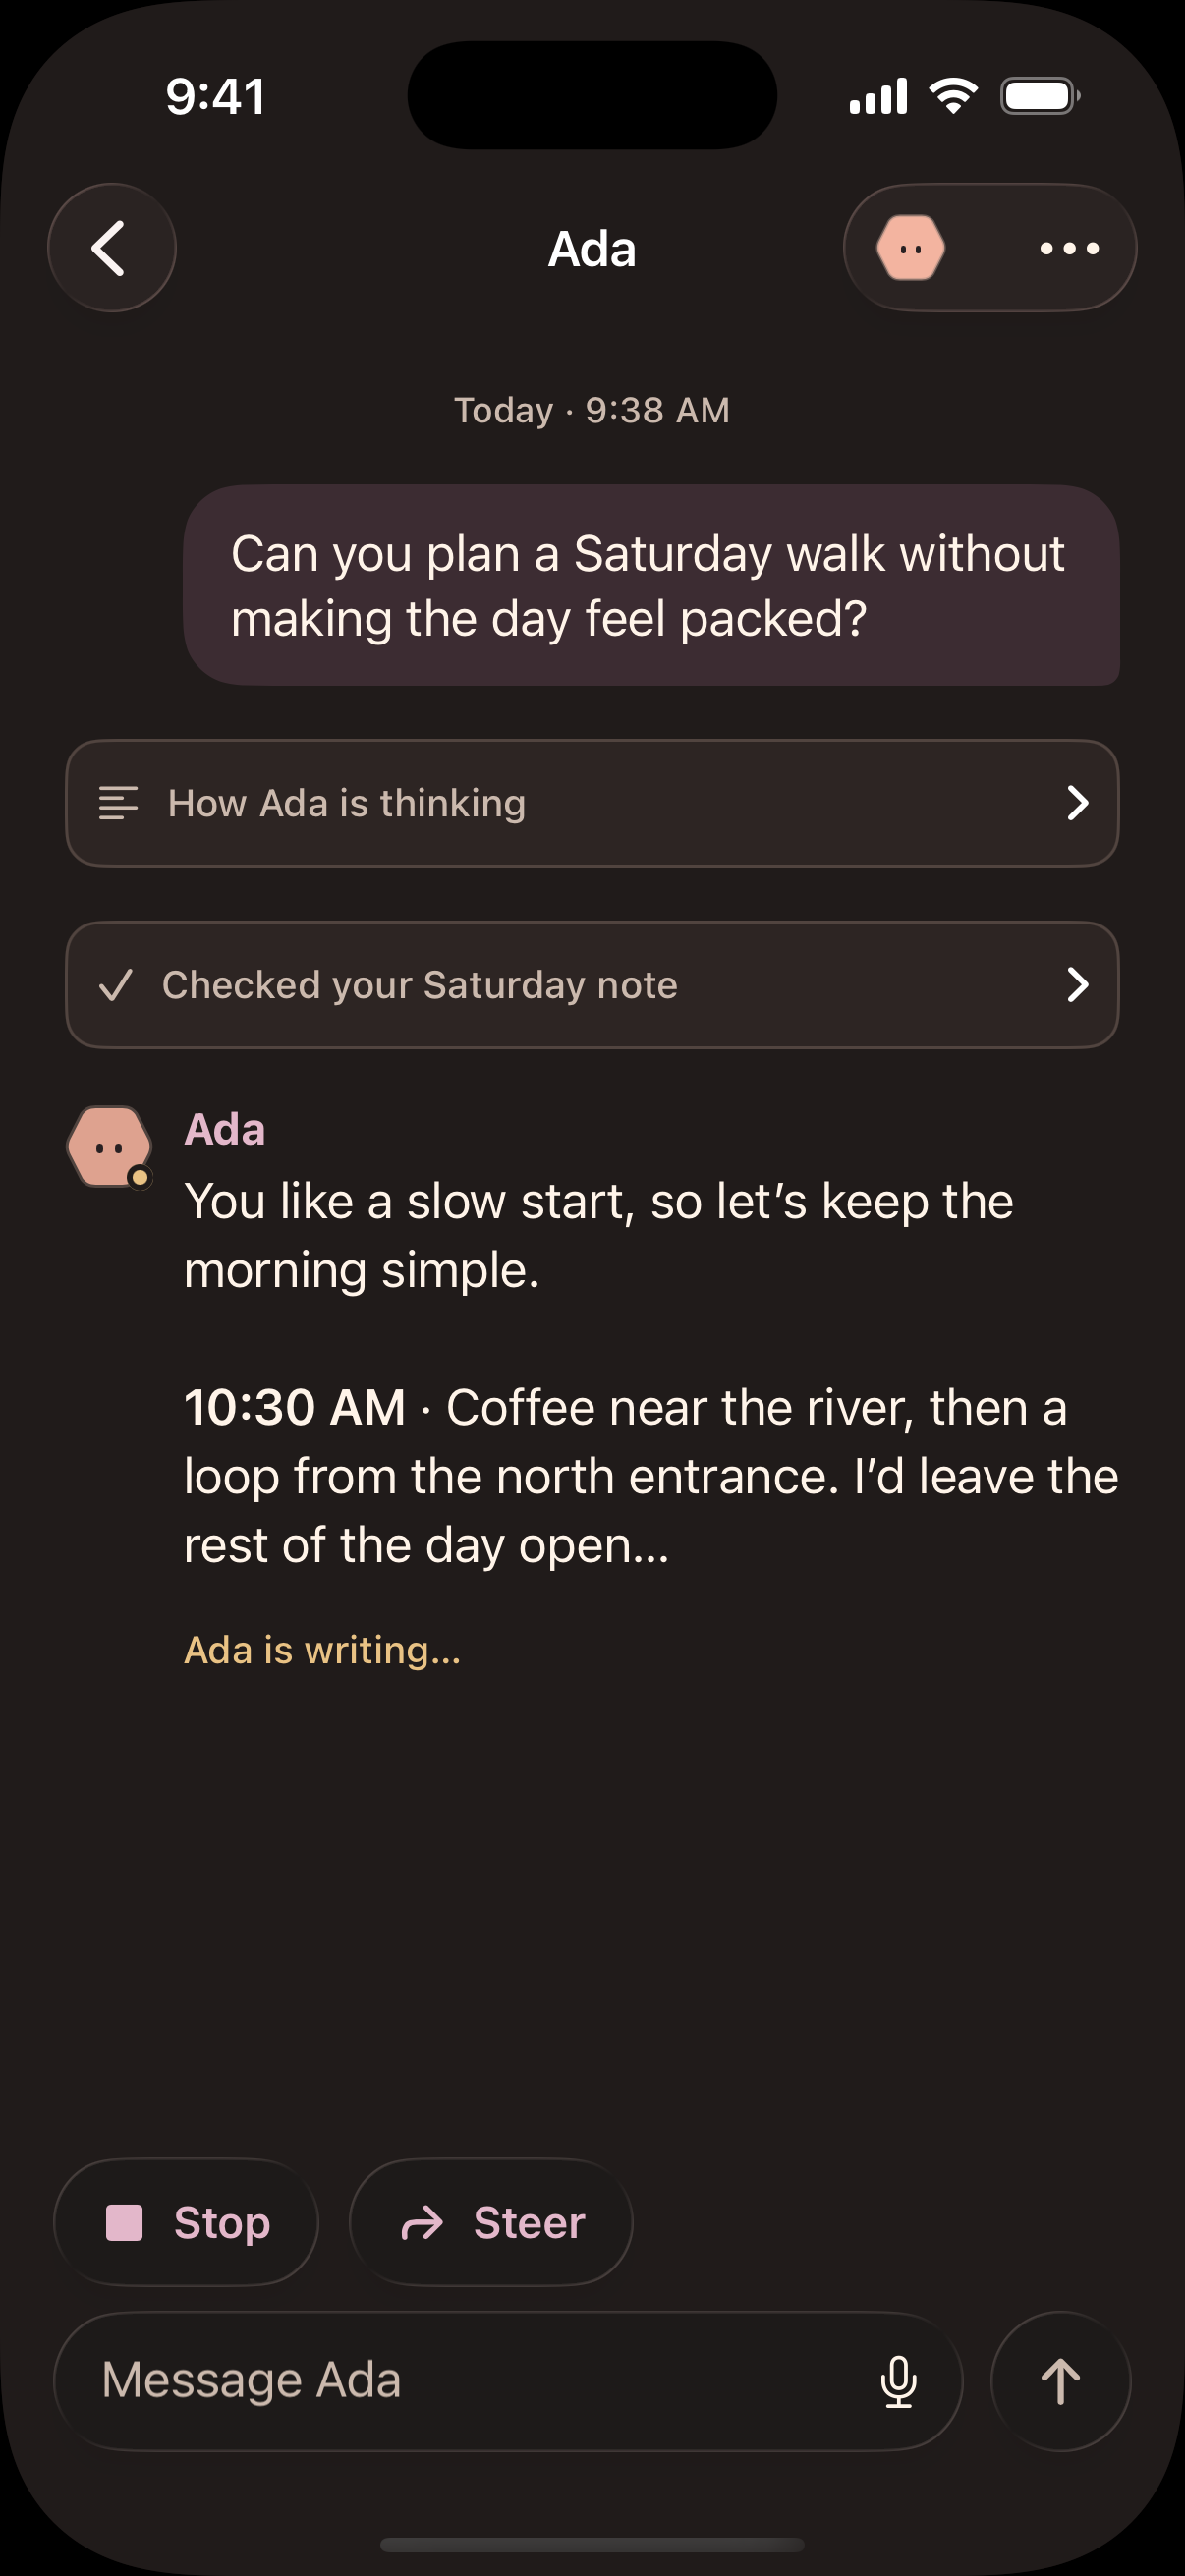 9:41
Ada
Today · 9:38 AM
Can you plan a Saturday walk without
making the day feel packed?
How Ada is thinking
Checked your Saturday note
Ada
You like a slow start, so let’s keep the
morning simple.
10:30 AM · Coffee near the river, then a
loop from the north entrance. I’d leave the
rest of the day open...
Ada is writing...
Stop
Steer
Message Ada